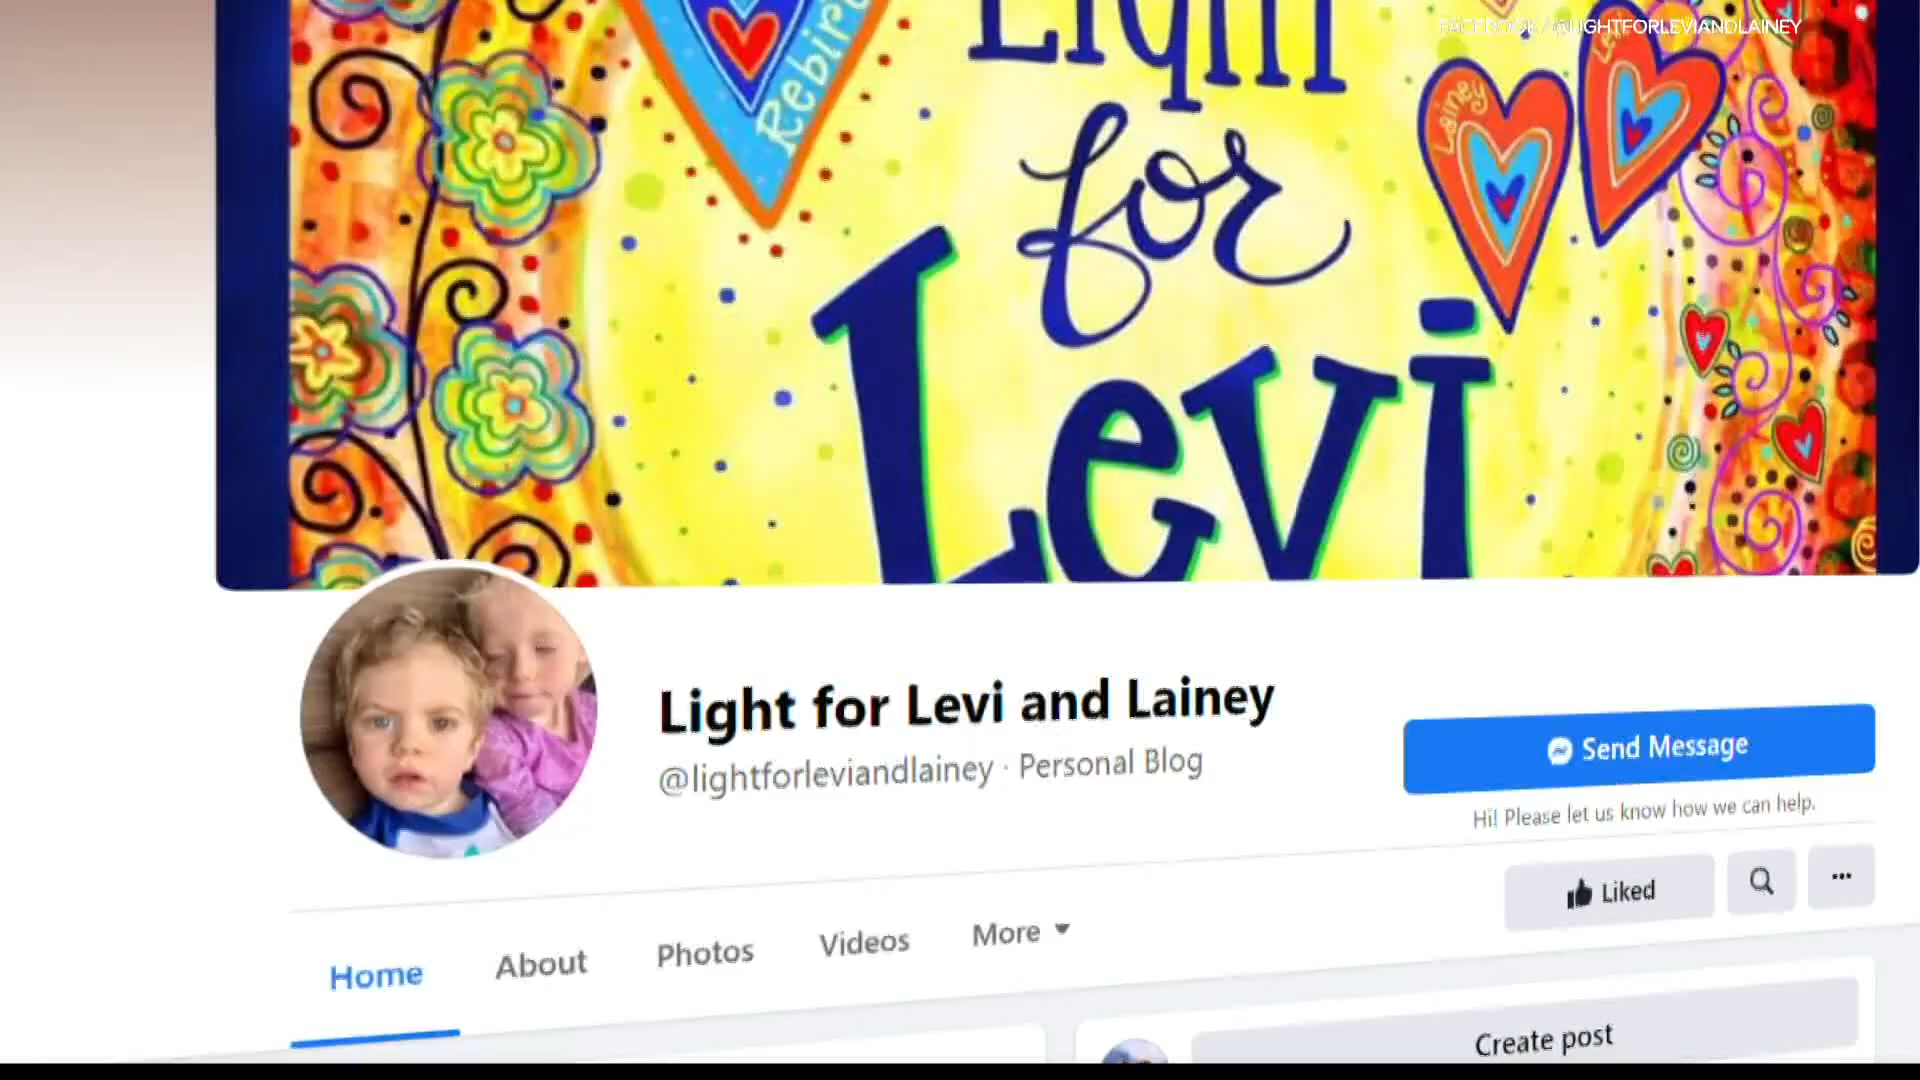 FACEBOOK / @LIGHTFORLEVIANDLAINEY
Light
for
Levi
Lainey
Light for Levi and Lainey
@lightforleviandlainey · Personal Blog
Send Message
Hi! Please let us know how we can help.
Liked
Home
About
Photos
Videos
More
Create post